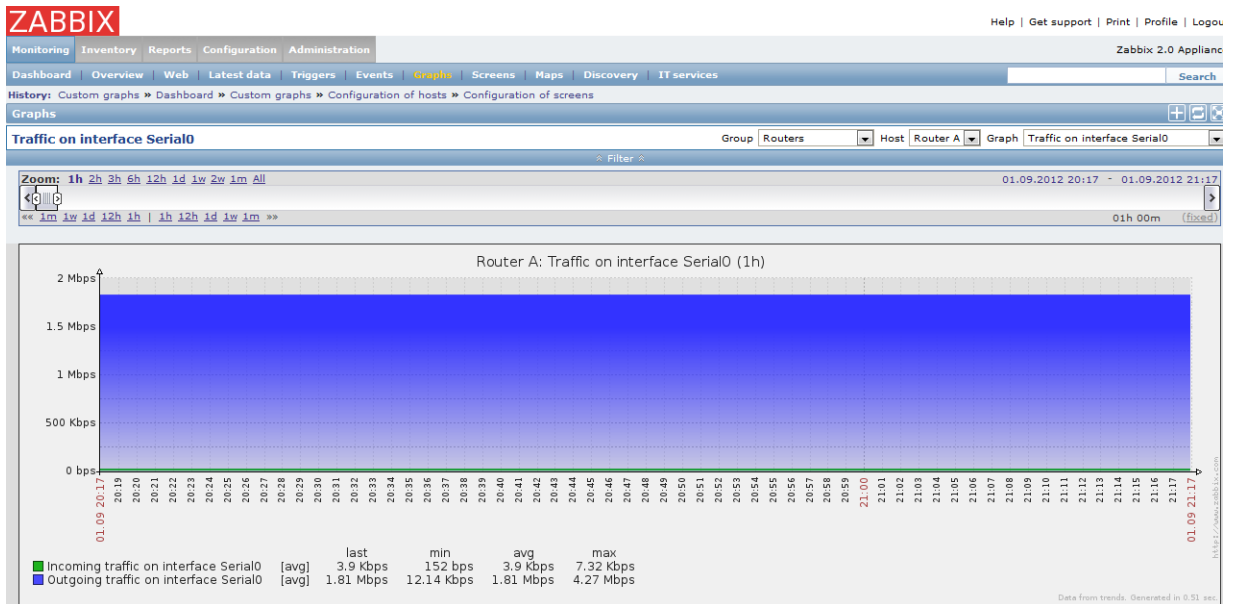 ZABBIX
Help | Get support | Print | Profile | Logou
Monitoring Inventory Reports Configuration Administration
Zabbix 2.0 Applianc
Dashboard | Overview | Web | Latest data | Triggers | Events | Graphs | Screens | Maps | Discovery | IT services
Search
History: Custom graphs » Dashboard » Custom graphs » Configuration of hosts » Configuration of screens
Graphs
Traffic on interface Serial0
Group Routers Host Router A Graph Traffic on interface Serial0
« Filter «
Zoom: 1h 2h 3h 6h 12h 1d 1w 2w 1m All
01.09.2012 20:17 - 01.09.2012 21:17
«« 1m 1w 1d 12h 1h | 1h 12h 1d 1w 1m »»
01h 00m (fixed)
Router A: Traffic on interface Serial0 (1h)
2 Mbps
1.5 Mbps
1 Mbps
500 Kbps
0 bps
01.09 20:17 20:19 20:20 20:21 20:22 20:23 20:24 20:25 20:26 20:27 20:28 20:29 20:30 20:31 20:32 20:33 20:34 20:35 20:36 20:37 20:38 20:39 20:40 20:41 20:42 20:43 20:44 20:45 20:46 20:47 20:48 20:49 20:50 20:51 20:52 20:53 20:54 20:55 20:56 20:57 20:58 20:59 21:00 21:01 21:02 21:03 21:04 21:05 21:06 21:07 21:08 21:09 21:10 21:11 21:12 21:13 21:14 21:15 21:16 21:17 01.09 21:17
http://www.zabbix.com
last min avg max
Incoming traffic on interface Serial0 [avg] 3.9 Kbps 152 bps 3.9 Kbps 7.32 Kbps
Outgoing traffic on interface Serial0 [avg] 1.81 Mbps 12.14 Kbps 1.81 Mbps 4.27 Mbps
Data from trends. Generated in 0.51 sec.